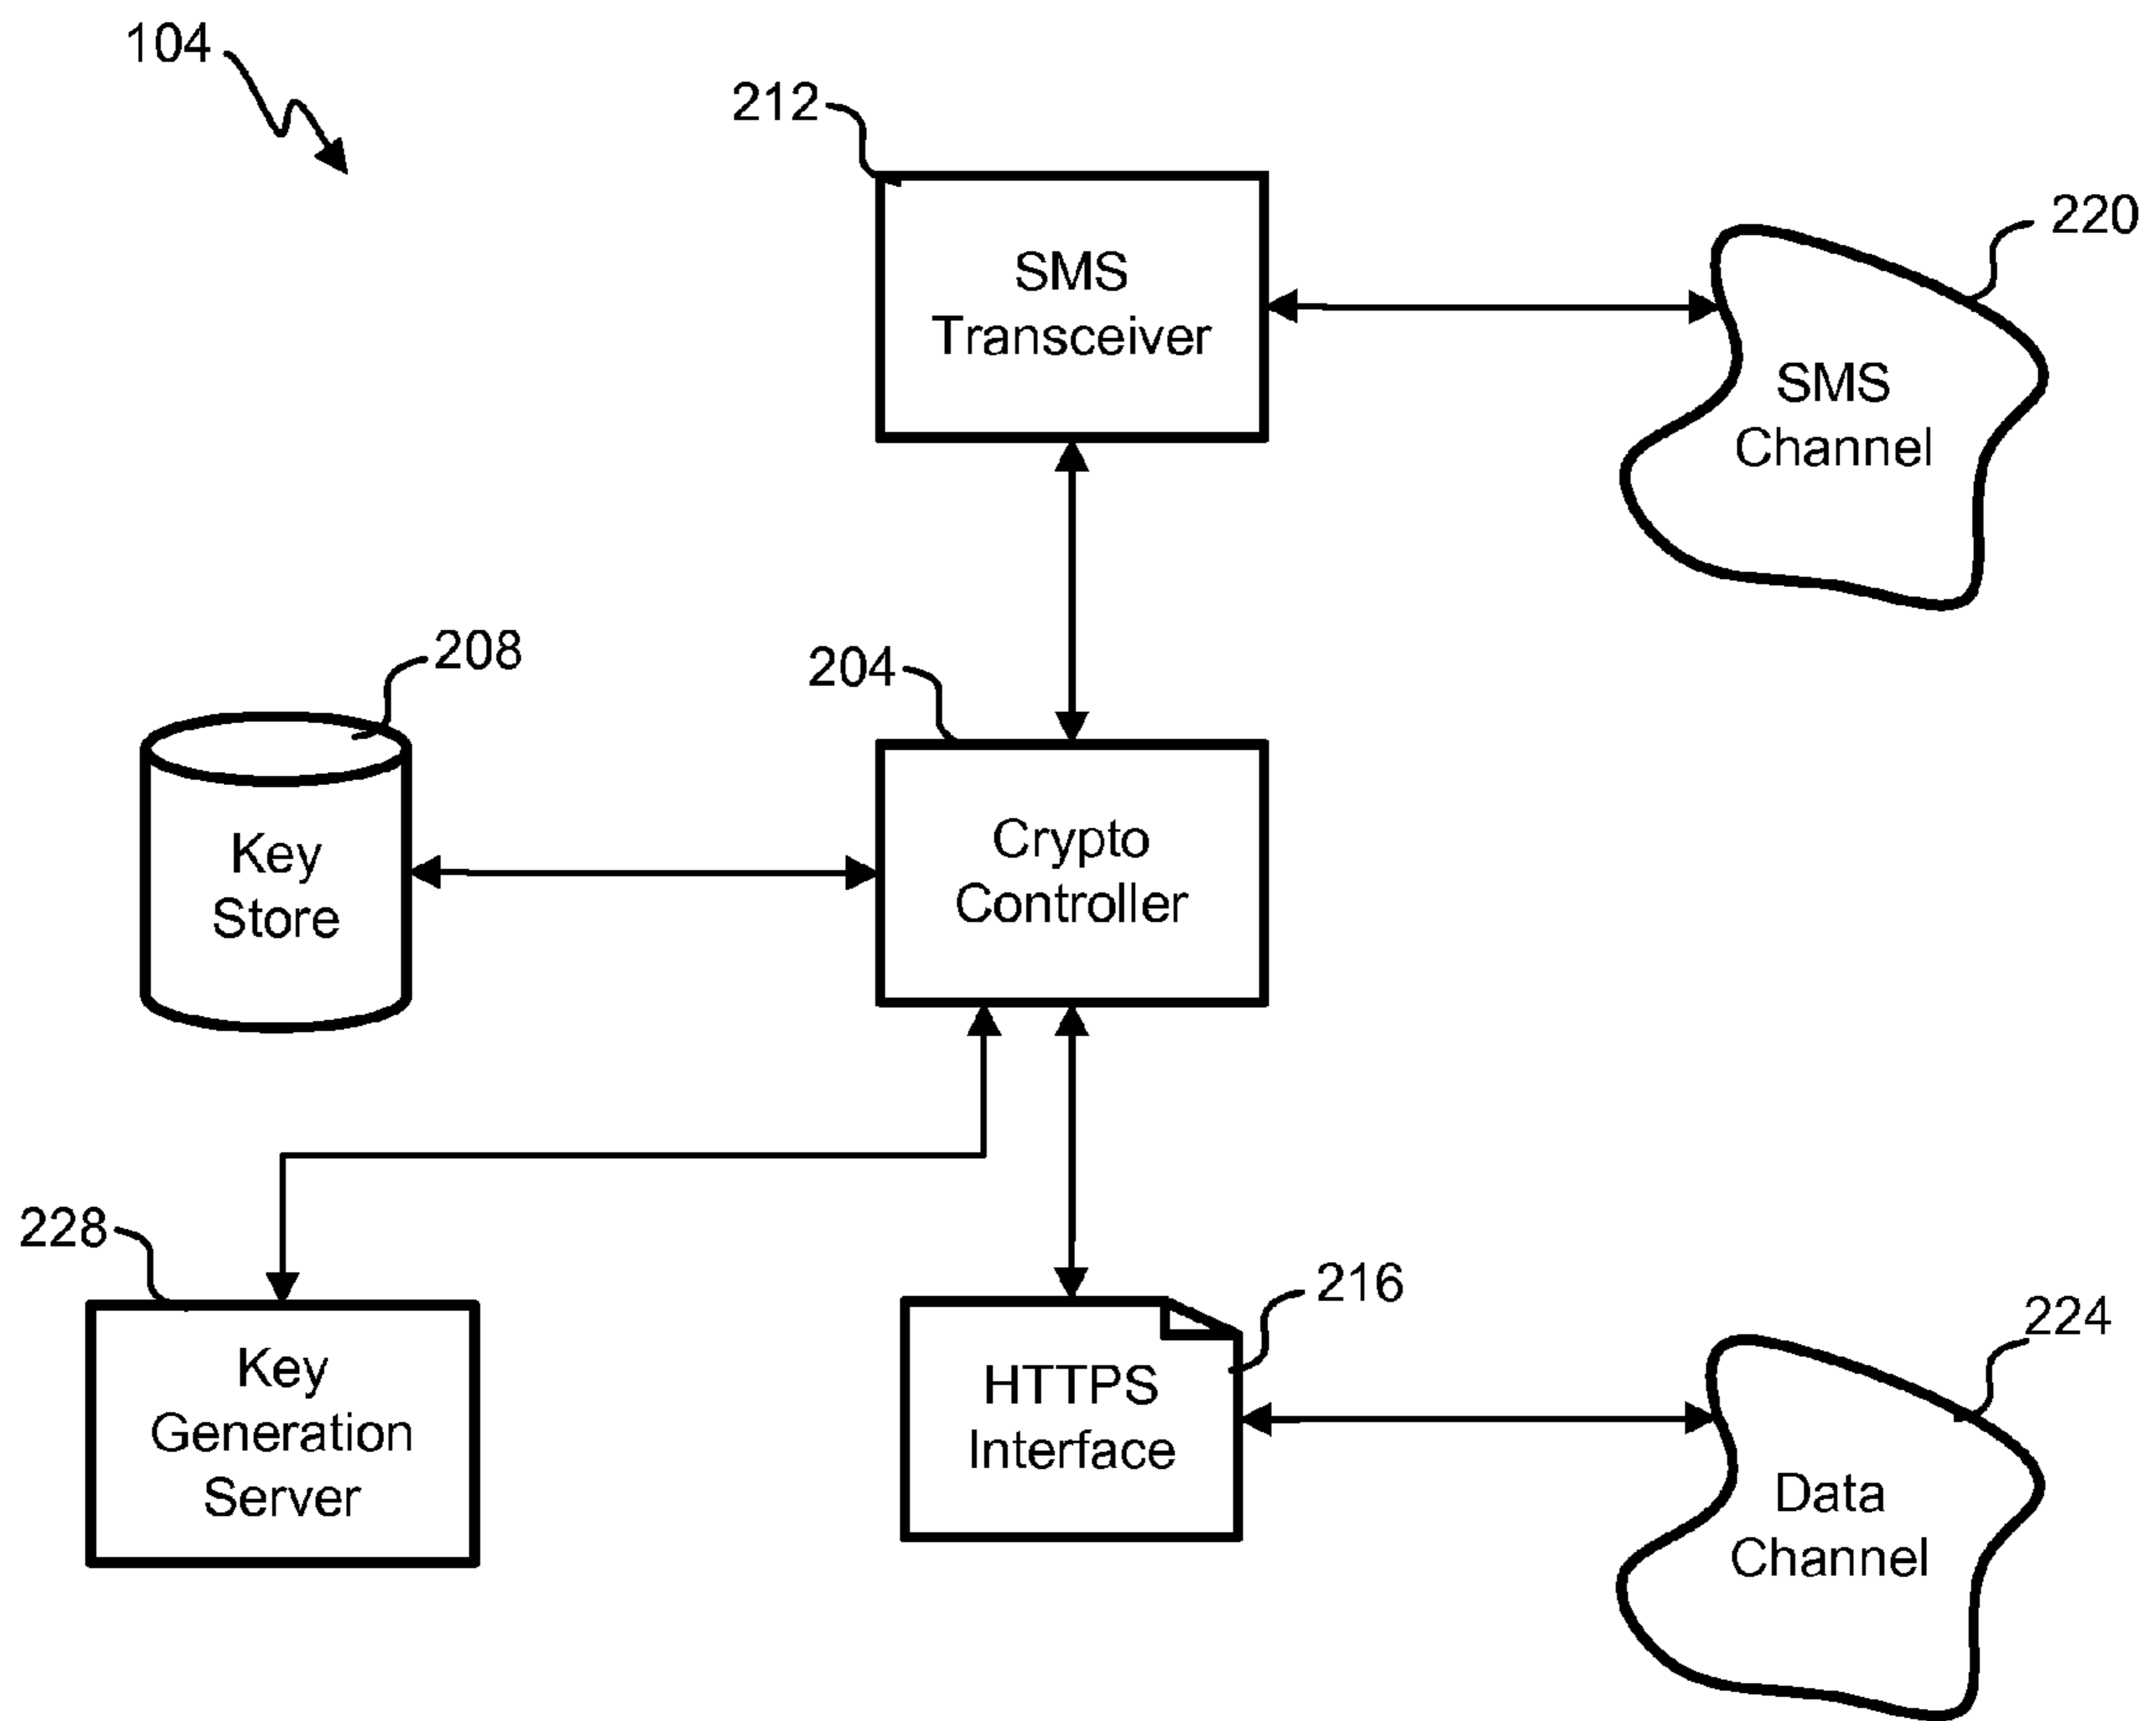 104
212
SMS
Transceiver
220
SMS
Channel
208
Key
Store
204
Crypto
Controller
228
Key
Generation
Server
216
HTTPS
Interface
224
Data
Channel